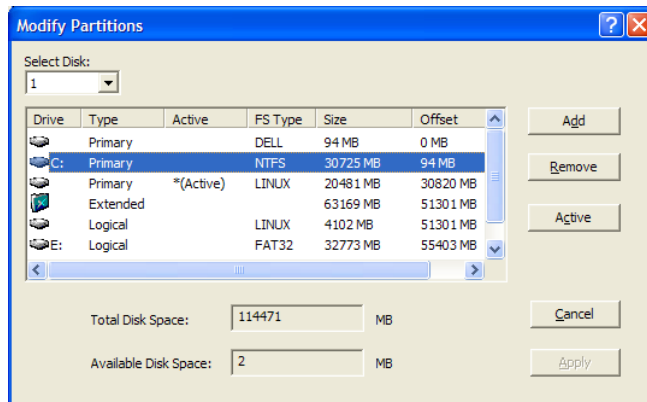 Modify Partitions
Select Disk:
1
Drive Type Active FS Type Size Offset
Primary DELL 94 MB 0 MB
C: Primary NTFS 30725 MB 94 MB
Primary *(Active) LINUX 20481 MB 30820 MB
Extended 63169 MB 51301 MB
Logical LINUX 4102 MB 51301 MB
E: Logical FAT32 32773 MB 55403 MB
Add
Remove
Active
Total Disk Space: 114471 MB
Cancel
Available Disk Space: 2 MB
Apply